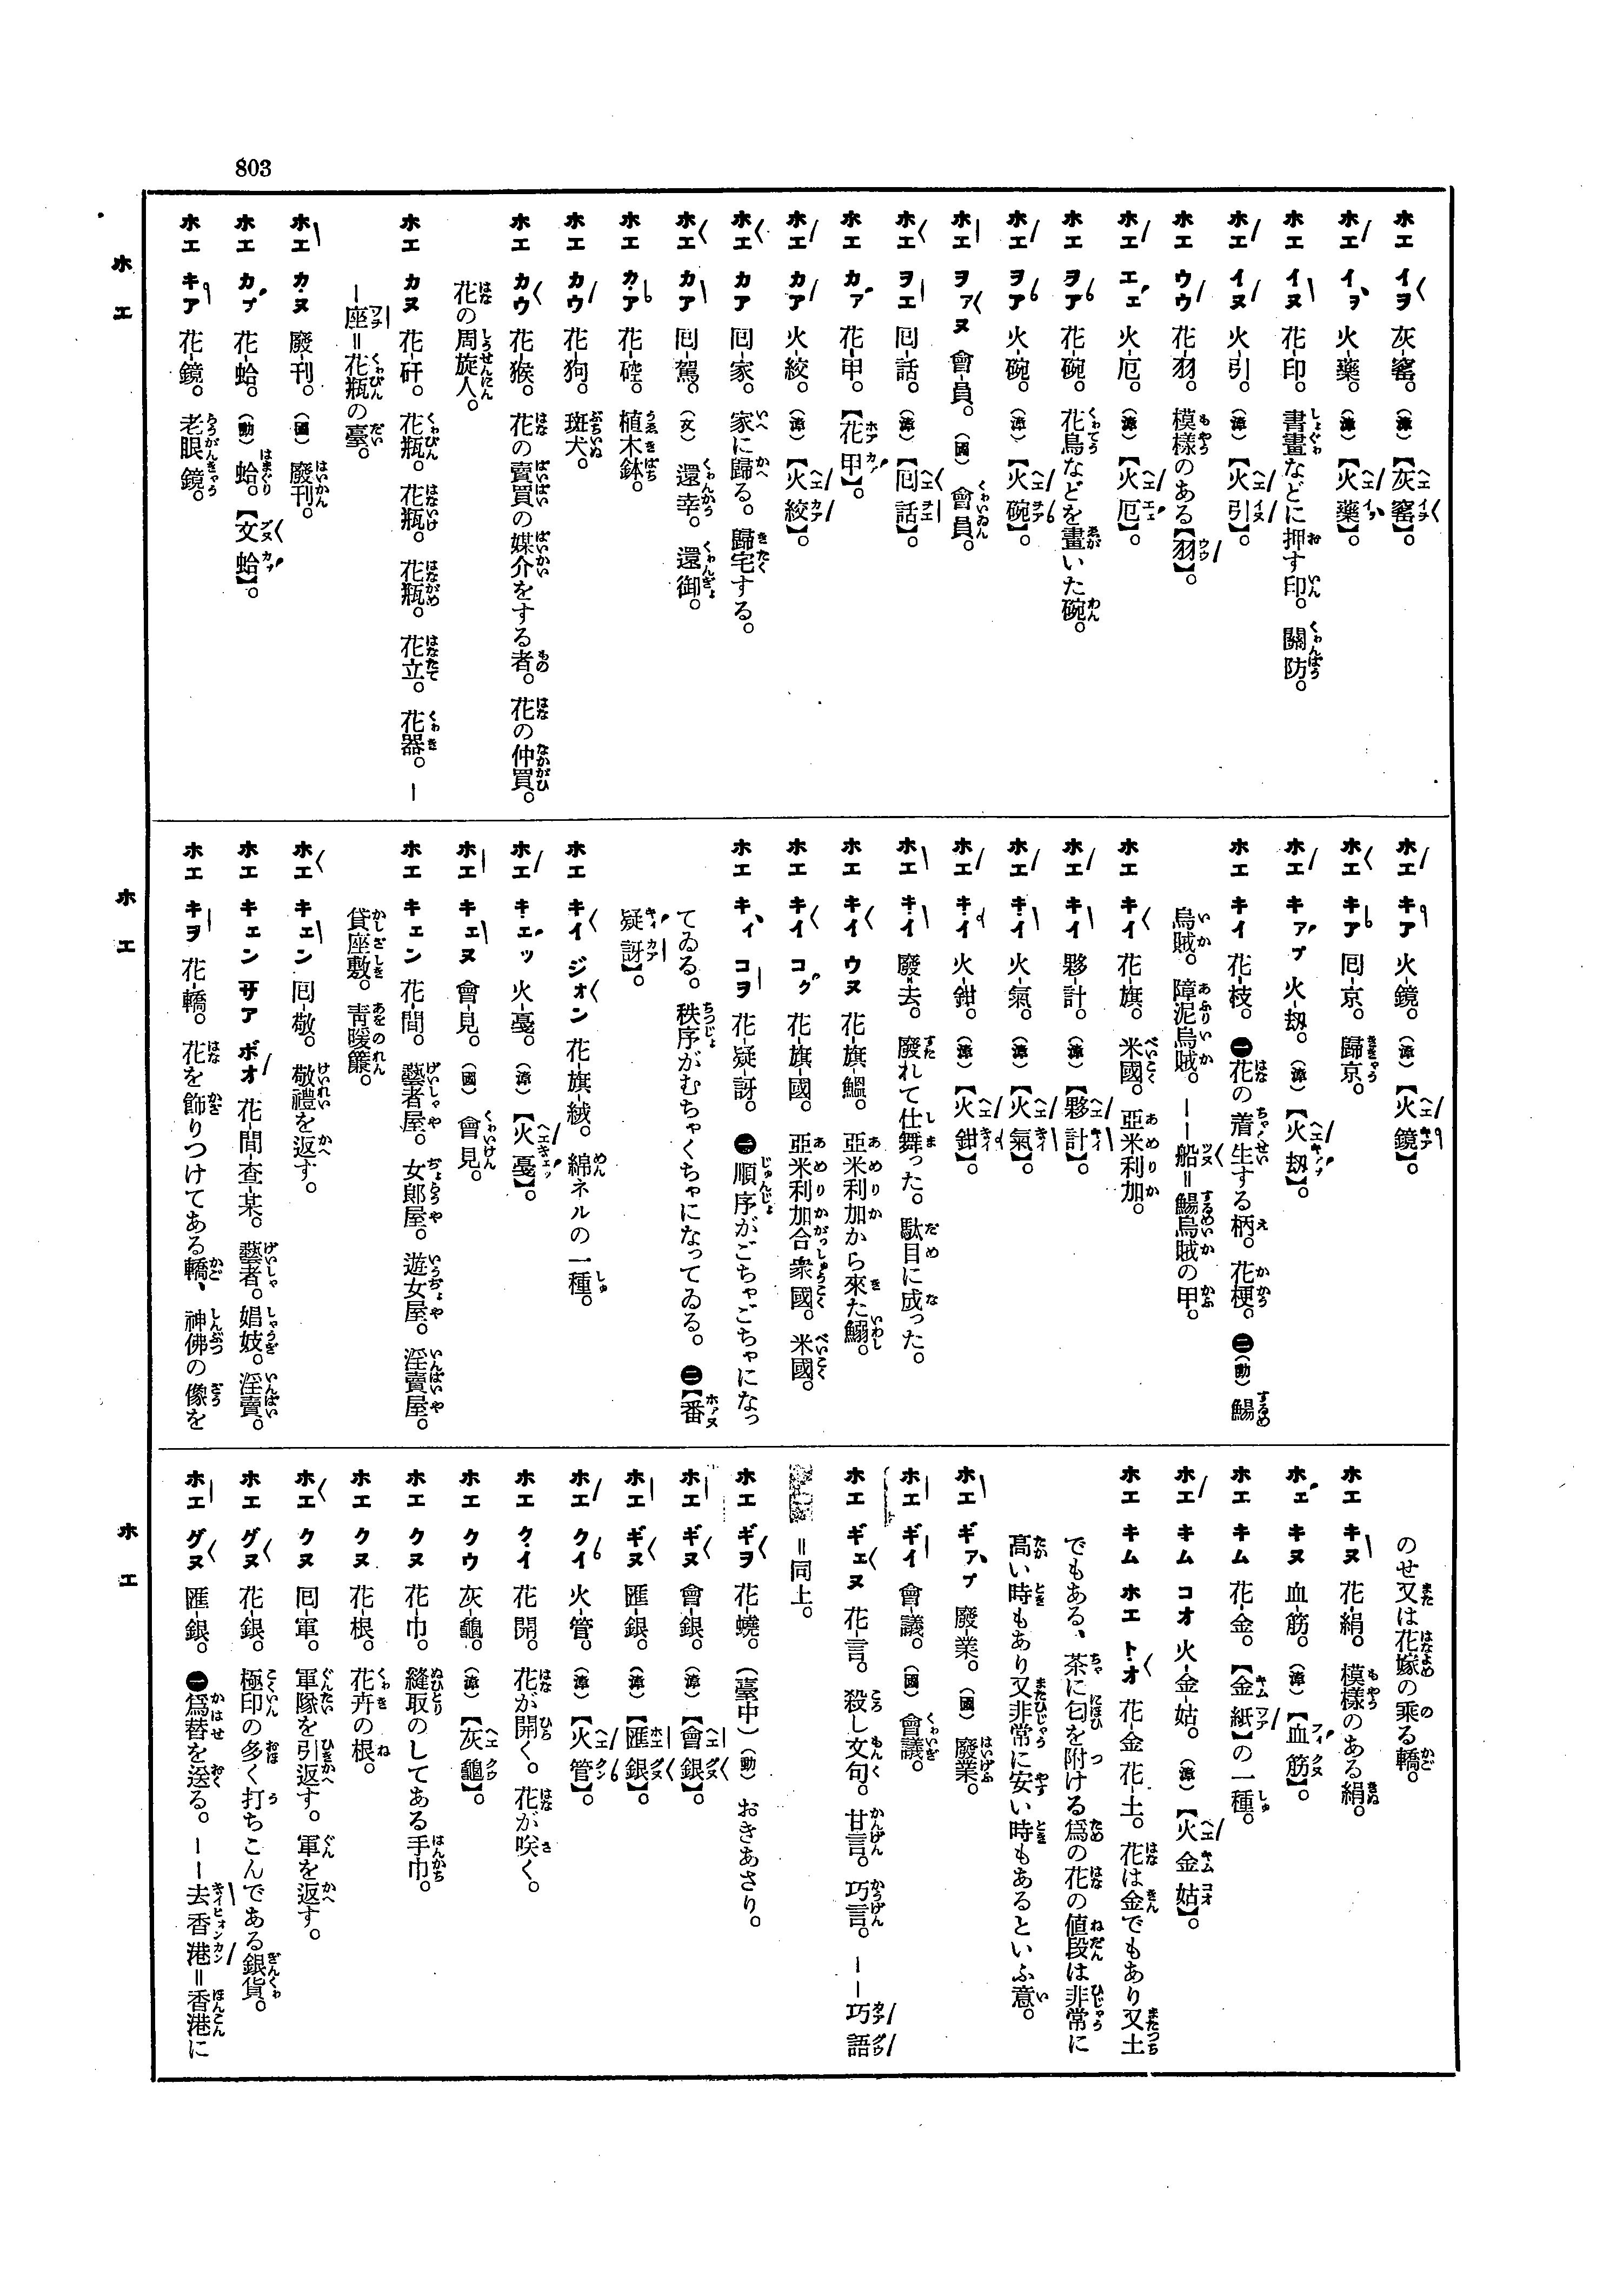 803
ホエ
ホエ イヲ 灰-窰。（漳）【灰窰】。
ホエ イヲ 火-藥。（漳）【火藥】。
ホエ イヌ 花-印。 書畫などに押す印。 關防。
ホエ イヌ 火-引。（漳）【火引】。
ホエ ウウ 花-羽。 模樣のある【羽】。
ホエ エエ 火-厄。（漳）【火厄】。
ホエ ヲア 花-碗。 花鳥などを畫いた碗。
ホエ ヲア 火-碗。（漳）【火碗】。
ホエ ヲァヌ 會-員。（國）會員。
ホエ ヲエ 囘-話。（漳）【囘話】。
ホエ カァ 花-甲。【花甲】。
ホエ カア 火-絞。（漳）【火絞】。
ホエ カア 囘-家。 家に歸る。 歸宅する。
ホエ カア 囘-駕。（文）還幸。 還御。
ホエ カ・ア 花-硿。 植木鉢。
ホエ カウ 花-狗。 斑犬。
ホエ カウ 花-猴。 花の賣買の媒介をする者。 花の仲買。
花の周旋人。
ホエ カヌ 花-矸。 花瓶。 花瓶。 花瓶。 花立。 花器。 ー
ー座＝花瓶の臺。
ホエ カ・ヌ 廢-刊。（國）廢刊。
ホエ カㇷ゚ 花-蛤。（動）蛤。【文蛤】。
ホエ キア 花-鏡。 老眼鏡。
ホエ
ホエ キア 火-鏡。（漳）【火鏡】。
ホエ キア 囘-京。 歸京。
ホエ キァプ 火-刼。（漳）【火刼】。
ホエ キイ 花-枝。 ㊀花の着生する柄。 花梗。 ㊁（動）鯣
烏賊。 障泥烏賊。 ーー船＝鯣烏賊の甲。
ホエ キ・イ 花-旗。 米國。 亞米利加。
ホエ キイ 夥-計。（漳）【夥計】。
ホエ キ・イ 火-氣。（漳）【火氣】。
ホエ キ・イ 火-鉗。（漳）【火鉗】。
ホエ キ・イ 廢-去。 廢れて仕舞った。 駄目に成った。
ホエ キイ ウヌ 花-旗-鰮。 亞米利加から來た鰯。
ホエ キイ コㇰ 花-旗-國。 亞米利加合衆國。 米國。
ホエ キ、イ コヲ 花-疑-訝。 ㊀順序がごちゃごちゃになっ
てゐる。 秩序がむちゃくちゃになってゐる。 ㊁【番
疑訝】。
ホエ キイ ジォン 花-旗-絨。 綿ネルの一種。
ホエ キ・エッ 火-戞。（漳）【火戞】。
ホエ キェヌ 會-見。（國）會見。
ホエ キェン 花-間。 藝者屋。 女郎屋。 遊女屋。 淫賣屋。
貸座敷。 靑暖簾。
ホエ キェン 囘-敬。 敬禮を返す。
ホエ キェン サア ボオ 花-間-查-某。 藝者。 娼妓。 淫賣。
ホエ キヲ 花-轎。 花を飾りつけてある轎、 神佛の像を
ホエ
のせ又は花嫁の乘る轎。
ホエ キヌ 花-絹。 模樣のある絹。
ホエ キヌ 血-筋。（漳）【血筋】。
ホエ キム 花-金。【金紙】の一種。
ホエ キム コオ 火-金-姑。（漳）【火金姑】。
ホエ キム ホエ ト・オ 花-金 花-土。 花は金でもあり又土
でもある、 茶に匂を附ける爲の花の値段は非常に
高い時もあり又非常に安い時もあるといふ意。
ホエ ギァプ 廢-業。（國）廢業。
ホエ ギイ 會-議。（國）會議。
ホエ ギェヌ 花-言。 殺し文句。 甘言。 巧言。 ーー巧語
＝同上。
ホエ ギヲ 花-蟯。（臺中）（動）おきあさり。
ホエ ギヌ 會-銀。（漳）【會銀】。
ホエ ギヌ 匯-銀。（漳）【匯銀】。
ホエ クイ 火-管。（漳）【火管】。
ホエ ク・イ 花 開。 花が開く。 花が咲く。
ホエ クウ 灰-龜。（漳）【灰龜】。
ホエ クヌ 花-巾。 縫取のしてある手巾。
ホエ クヌ 花-根。 花卉の根。
ホエ クヌ 囘-軍。 軍隊を引返す。 軍を返す。
ホエ グヌ 花-銀。 極印の多く打ちこんである銀貨。
ホエ グヌ 匯-銀。 ㊀爲替を送る。 ーー去香港＝香港に